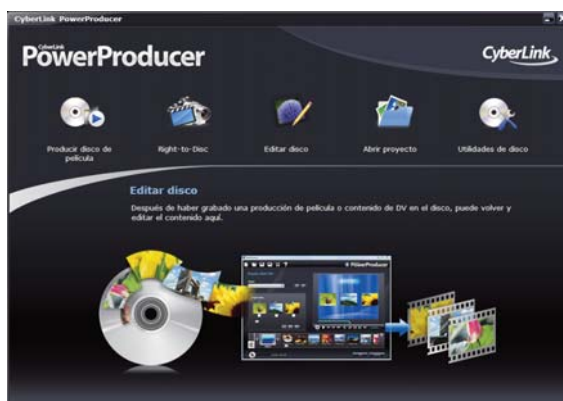 CyberLink PowerProducer
CyberLink
PowerProducer
CyberLink
Producir disco de
película
Right-to-Disc
Editar disco
Abrir proyecto
Utilidades de disco
Editar disco
Después de haber grabado una producción de película o contenido de DV en el disco, puede volver y
editar el contenido aquí.
PowerProducer